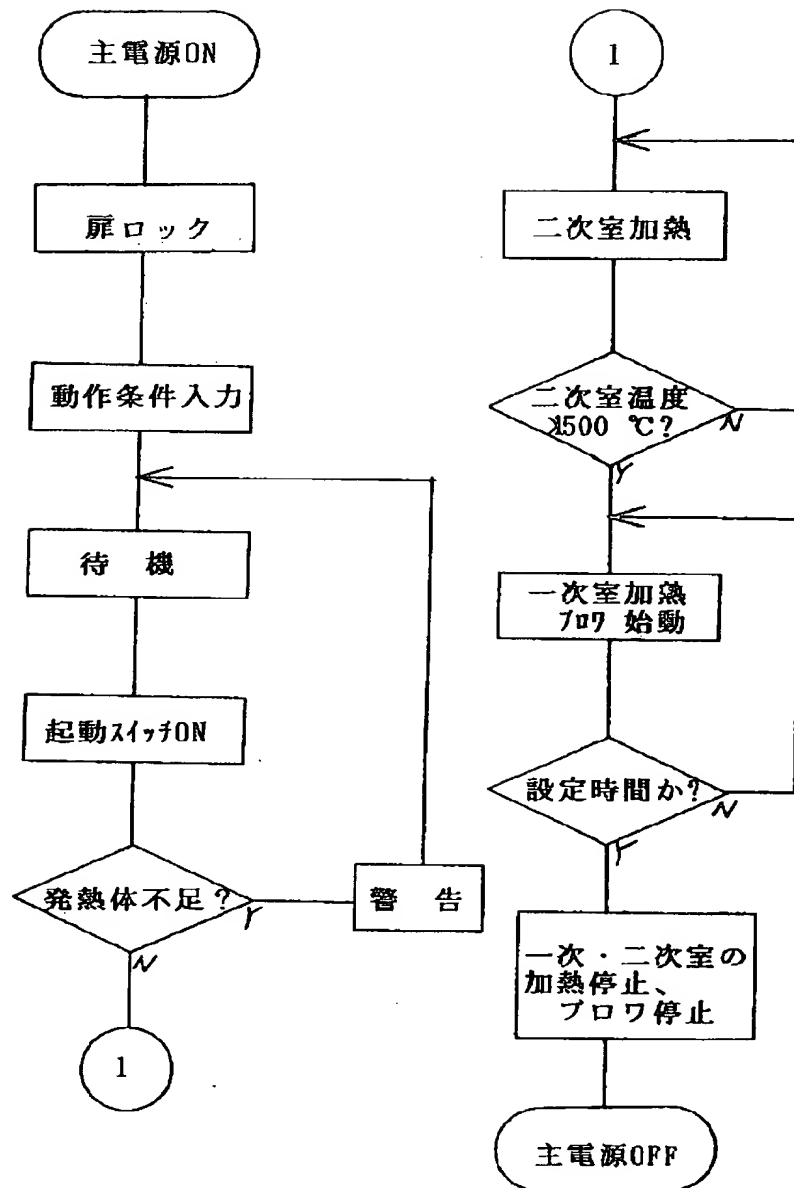 主電源ON
扉ロック
動作条件入力
待 機
起動スイッチON
発熱体不足?
Y
警 告
N
1
1
二次室加熱
二次室温度
>1500 ℃?
N
Y
一次室加熱
ブロワ 始動
設定時間か?
N
Y
一次・二次室の
加熱停止、
ブロワ停止
主電源OFF